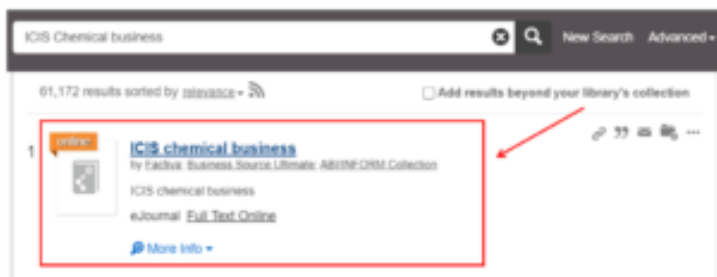 ICIS Chemical business
New Search Advanced
61,172 results sorted by relevance
Add results beyond your library's collection
online
1
ICIS chemical business
by Factiva; Business Source Ultimate; ABI/INFORM Collection
ICIS chemical business
eJournal Full Text Online
More Info